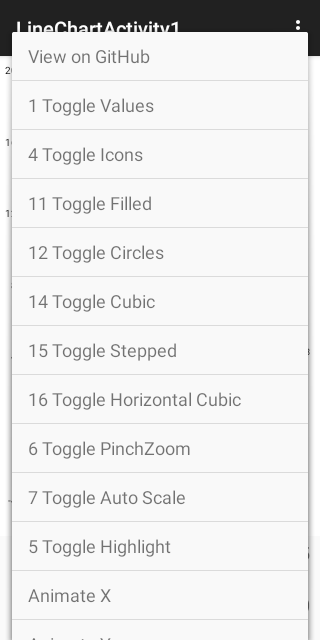 LineChartActivity1
View on GitHub
1 Toggle Values
4 Toggle Icons
11 Toggle Filled
12 Toggle Circles
14 Toggle Cubic
15 Toggle Stepped
16 Toggle Horizontal Cubic
6 Toggle PinchZoom
7 Toggle Auto Scale
5 Toggle Highlight
Animate X